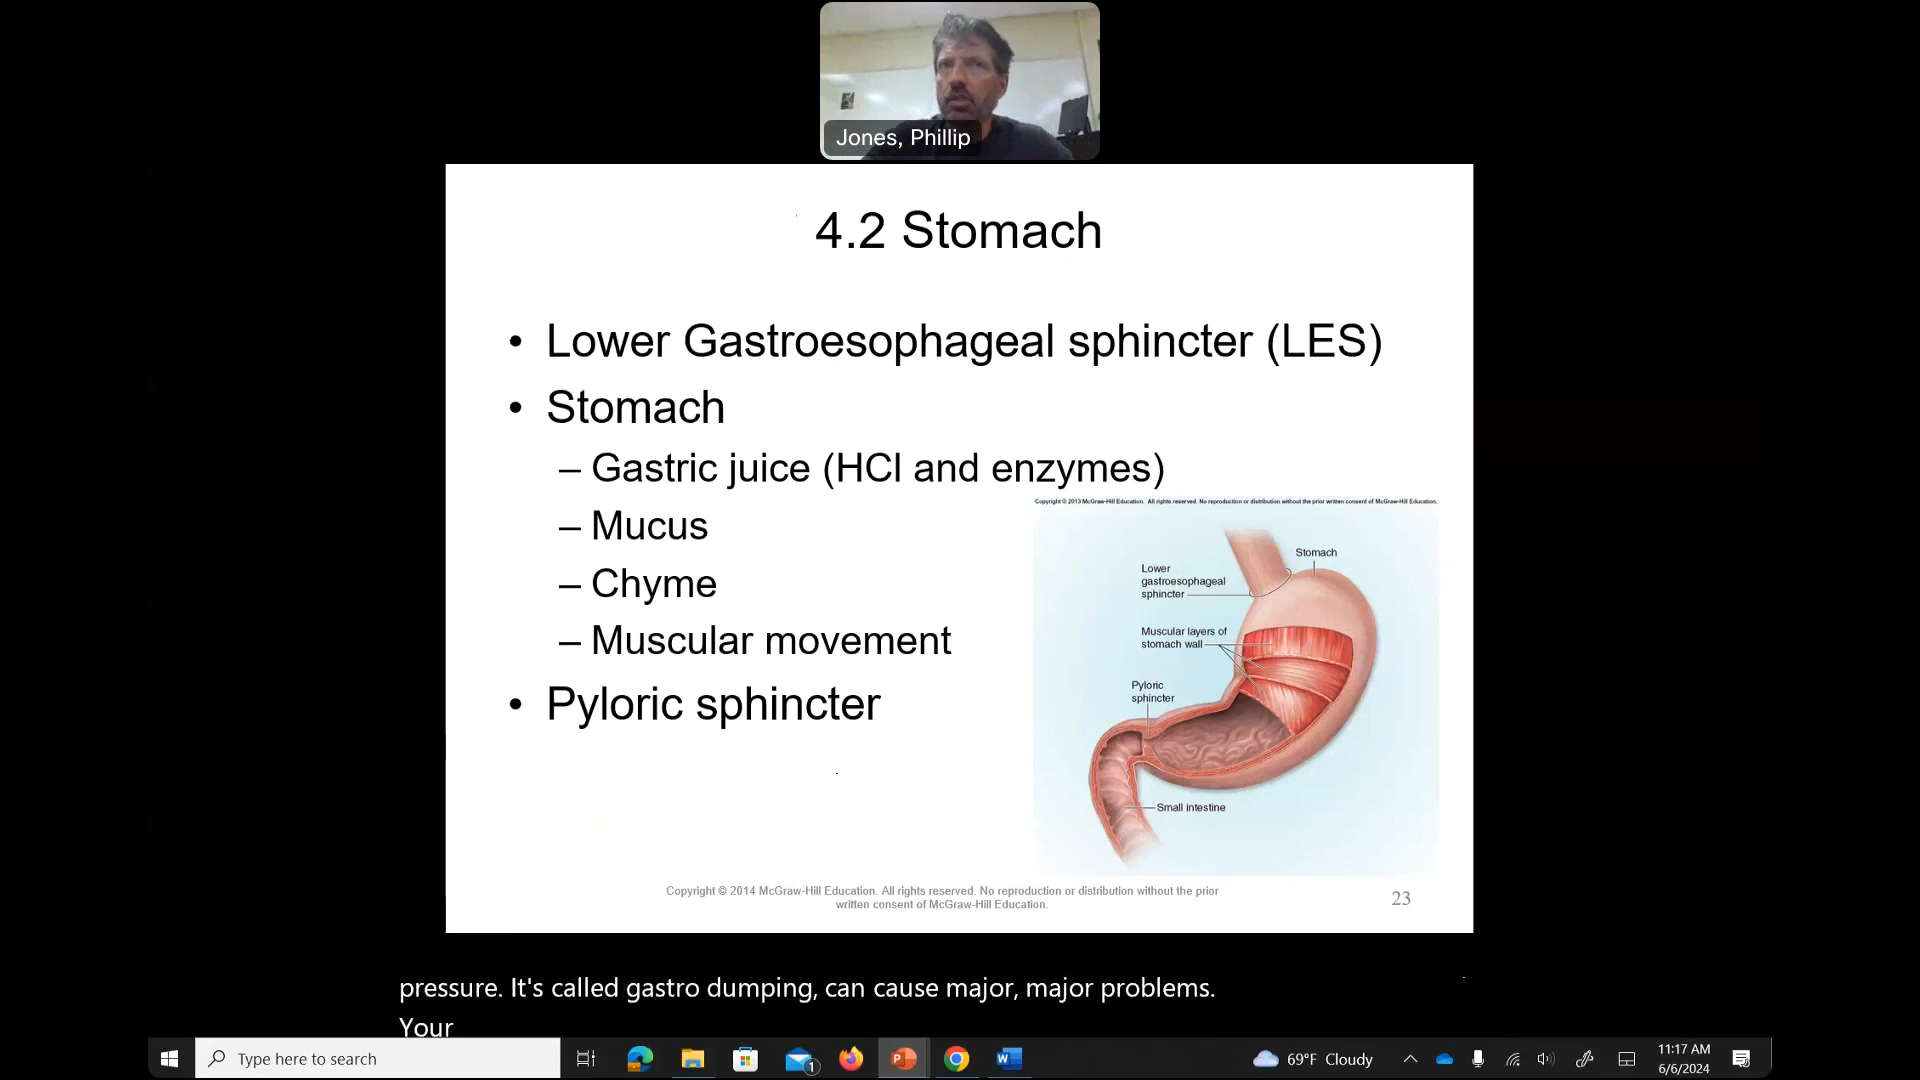 Jones, Phillip
4.2 Stomach
• Lower Gastroesophageal sphincter (LES)
• Stomach
– Gastric juice (HCl and enzymes)
– Mucus
– Chyme
– Muscular movement
• Pyloric sphincter
Copyright © 2013 McGraw-Hill Education. All rights reserved. No reproduction or distribution without the prior written consent of McGraw-Hill Education.
Stomach
Lower
gastroesophageal
sphincter
Muscular layers of
stomach wall
Pyloric
sphincter
Small intestine
Copyright © 2014 McGraw-Hill Education. All rights reserved. No reproduction or distribution without the prior
written consent of McGraw-Hill Education.
23
pressure. It's called gastro dumping, can cause major, major problems.
Your
Type here to search
1
69°F Cloudy
11:17 AM
6/6/2024